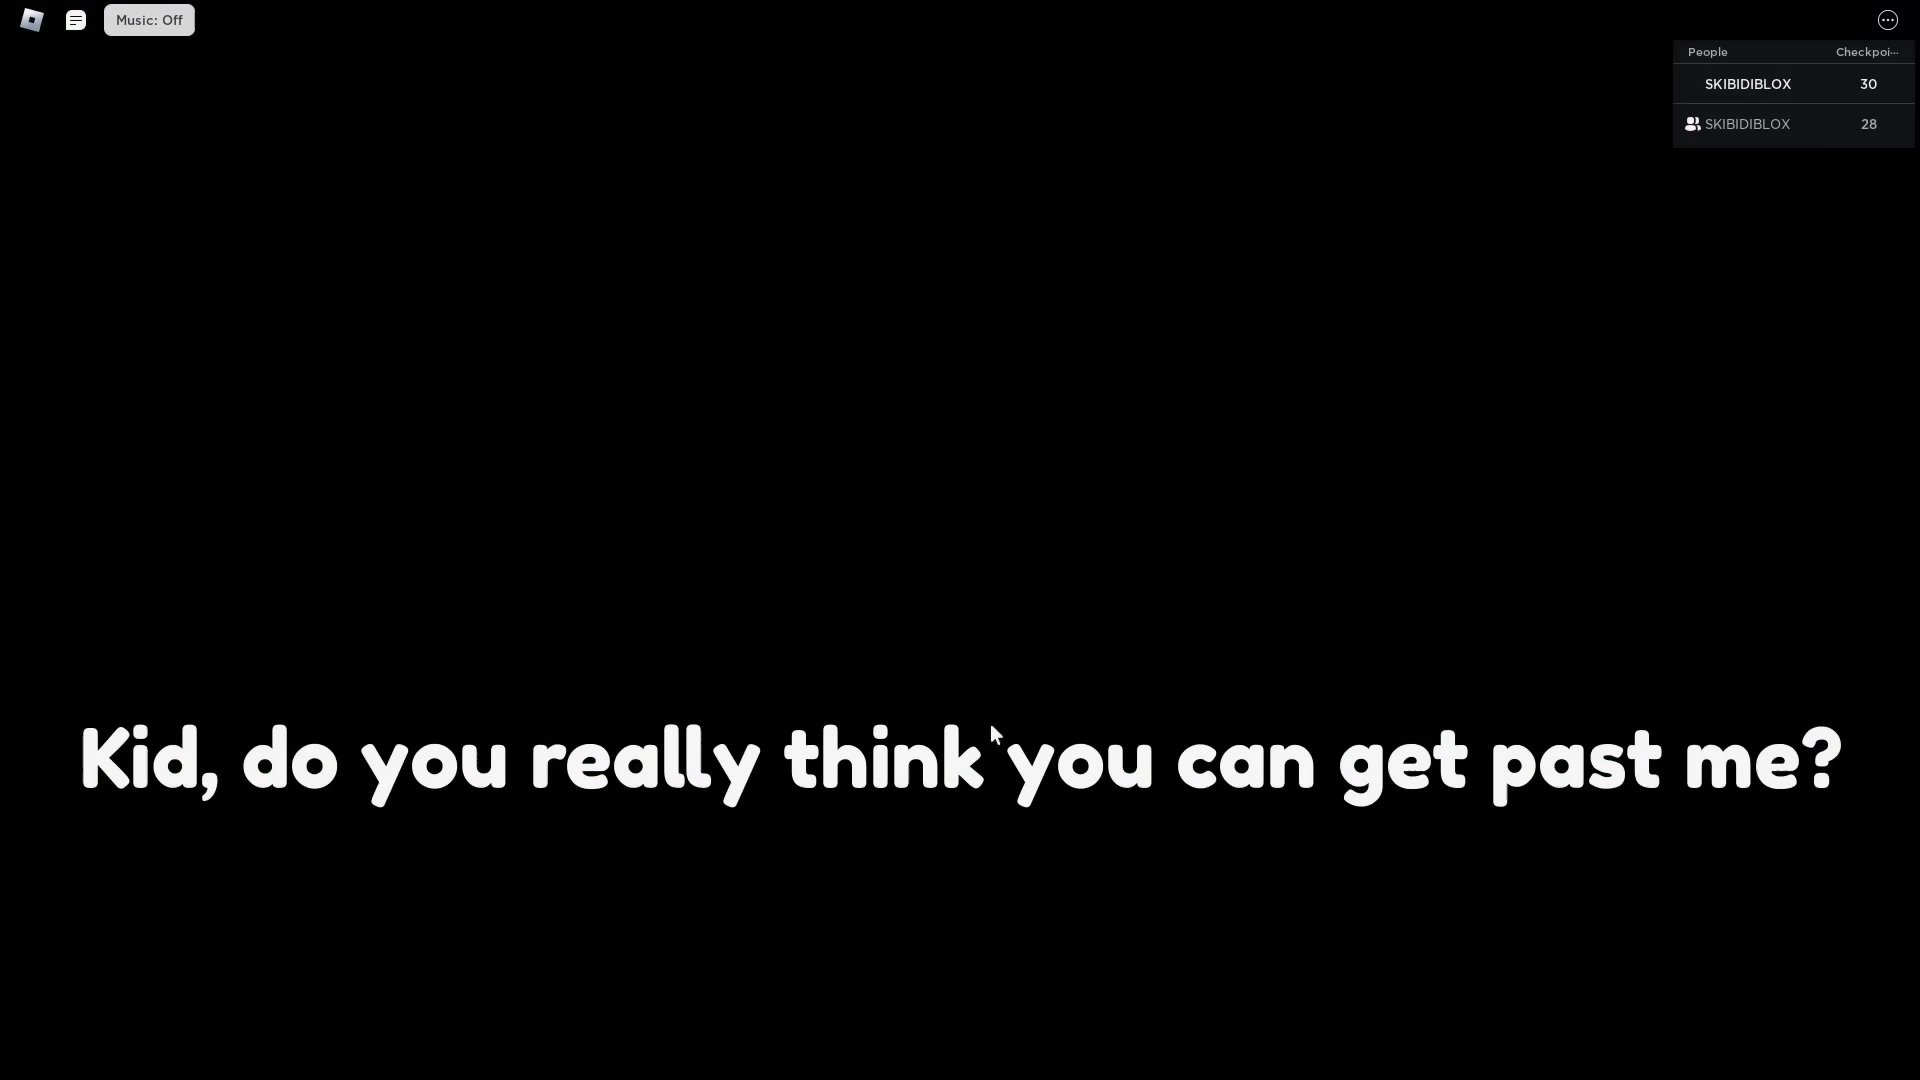 Music: Off
People Checkpoi...
SKIBIDIBLOX 30
SKIBIDIBLOX 28
Kid, do you really think you can get past me?